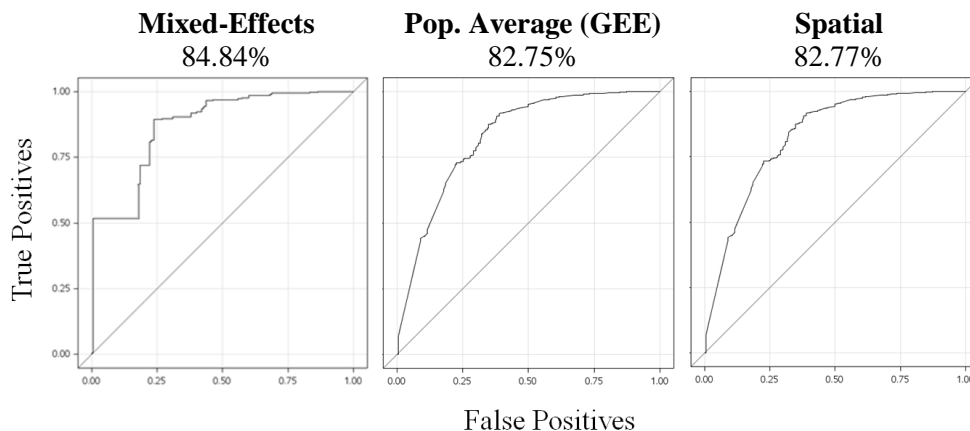 Mixed-Effects
84.84%
Pop. Average (GEE)
82.75%
Spatial
82.77%
True Positives
1.00
0.75
0.50
0.25
0.00
0.00 0.25 0.50 0.75 1.00
0.00 0.25 0.50 0.75 1.00
0.00 0.25 0.50 0.75 1.00
False Positives